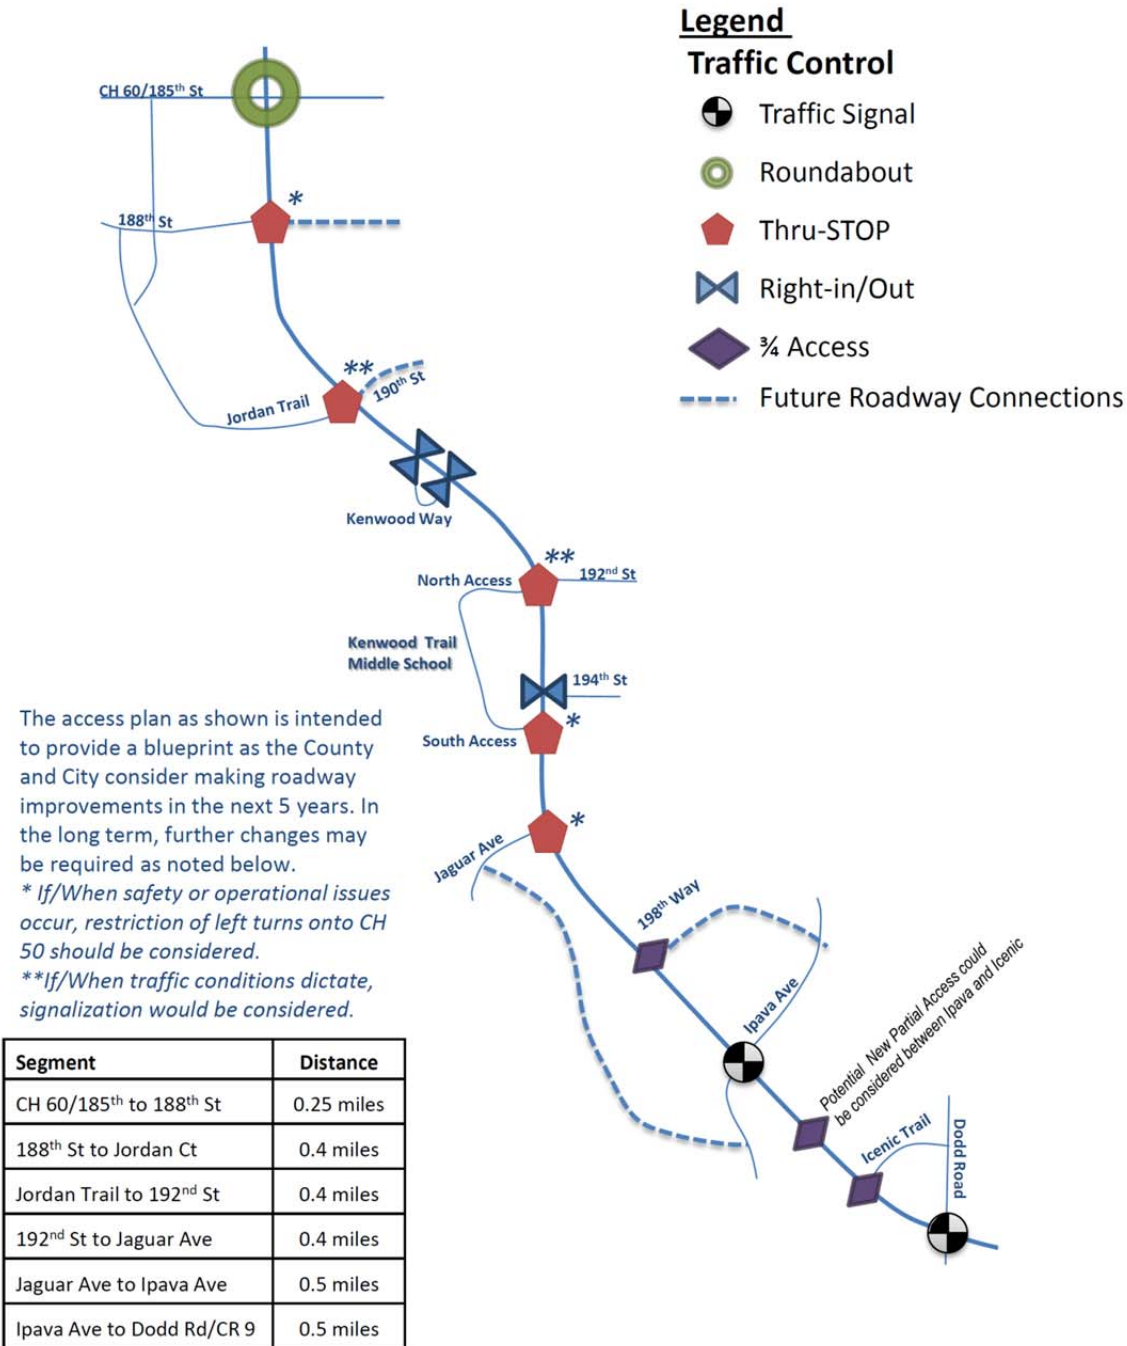 Legend
Traffic Control
Traffic Signal
Roundabout
Thru-STOP
Right-in/Out
¾ Access
Future Roadway Connections
CH 60/185th St
*
188th St
**
190th St
Jordan Trail
Kenwood Way
**
North Access
192nd St
Kenwood Trail
Middle School
194th St
*
South Access
*
Jaguar Ave
198th Way
Ipava Ave
Potential New Partial Access could
be considered between Ipava and Icenic
Icenic Trail
Dodd Road
The access plan as shown is intended
to provide a blueprint as the County
and City consider making roadway
improvements in the next 5 years. In
the long term, further changes may
be required as noted below.
* If/When safety or operational issues
occur, restriction of left turns onto CH
50 should be considered.
**If/When traffic conditions dictate,
signalization would be considered.
Segment Distance
CH 60/185th to 188th St 0.25 miles
188th St to Jordan Ct 0.4 miles
Jordan Trail to 192nd St 0.4 miles
192nd St to Jaguar Ave 0.4 miles
Jaguar Ave to Ipava Ave 0.5 miles
Ipava Ave to Dodd Rd/CR 9 0.5 miles